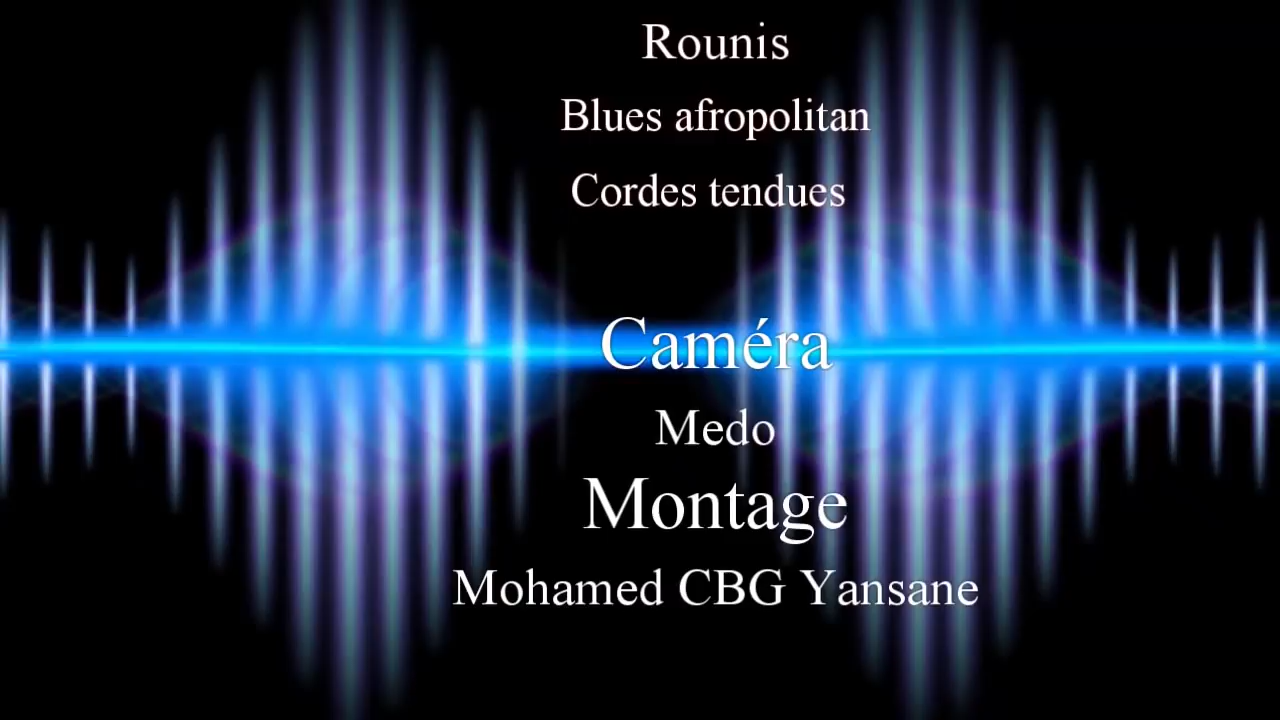 Rounis
Blues afropolitan
Cordes tendues
Caméra
Medo
Montage
Mohamed CBG Yansane